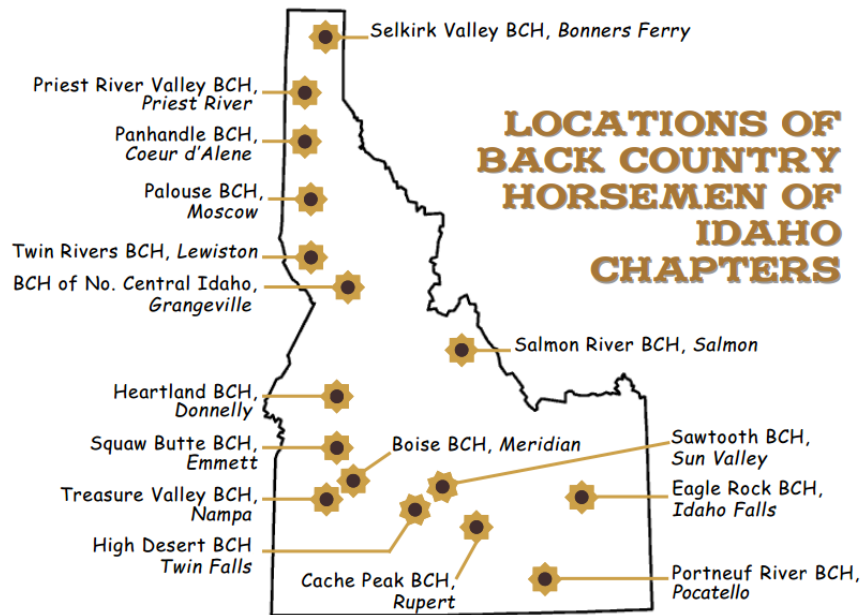 Selkirk Valley BCH, Bonners Ferry
Priest River Valley BCH,
Priest River
Panhandle BCH,
Coeur d'Alene
Palouse BCH,
Moscow
Twin Rivers BCH, Lewiston
BCH of No. Central Idaho,
Grangeville
LOCATIONS OF
BACK COUNTRY
HORSEMEN OF
IDAHO
CHAPTERS
Salmon River BCH, Salmon
Heartland BCH,
Donnelly
Squaw Butte BCH,
Emmett
Boise BCH, Meridian
Sawtooth BCH,
Sun Valley
Treasure Valley BCH,
Nampa
Eagle Rock BCH,
Idaho Falls
High Desert BCH
Twin Falls
Cache Peak BCH,
Rupert
Portneuf River BCH,
Pocatello